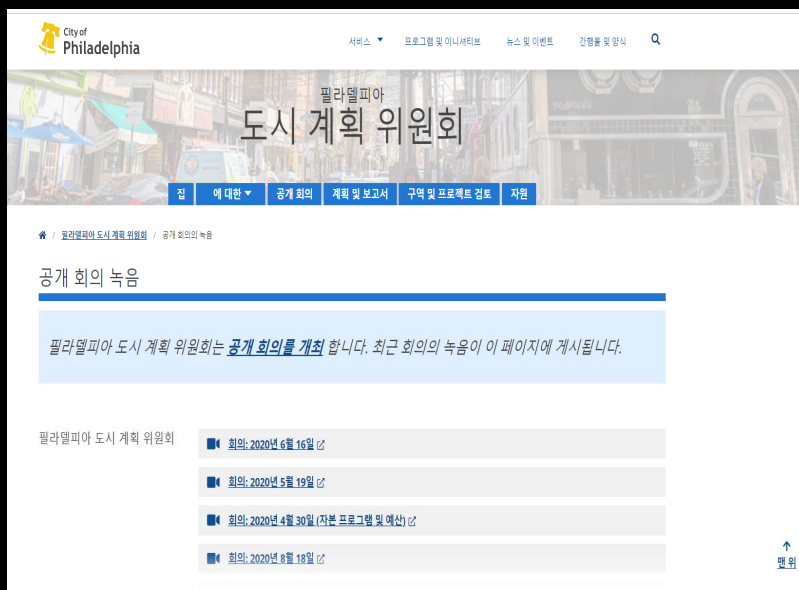 City of
Philadelphia
서비스
프로그램 및 이니셔티브
뉴스 및 이벤트
간행물 및 양식
필라델피아
도시 계획 위원회
집
에 대한
공개 회의
계획 및 보고서
구역 및 프로젝트 검토
자원
/ 필라델피아 도시 계획 위원회 / 공개 회의의 녹음
공개 회의 녹음
필라델피아 도시 계획 위원회는 공개 회의를 개최 합니다. 최근 회의의 녹음이 이 페이지에 게시됩니다.
필라델피아 도시 계획 위원회
회의: 2020년 6월 16일
회의: 2020년 5월 19일
회의: 2020년 4월 30일 (자본 프로그램 및 예산)
회의: 2020년 8월 18일
맨 위